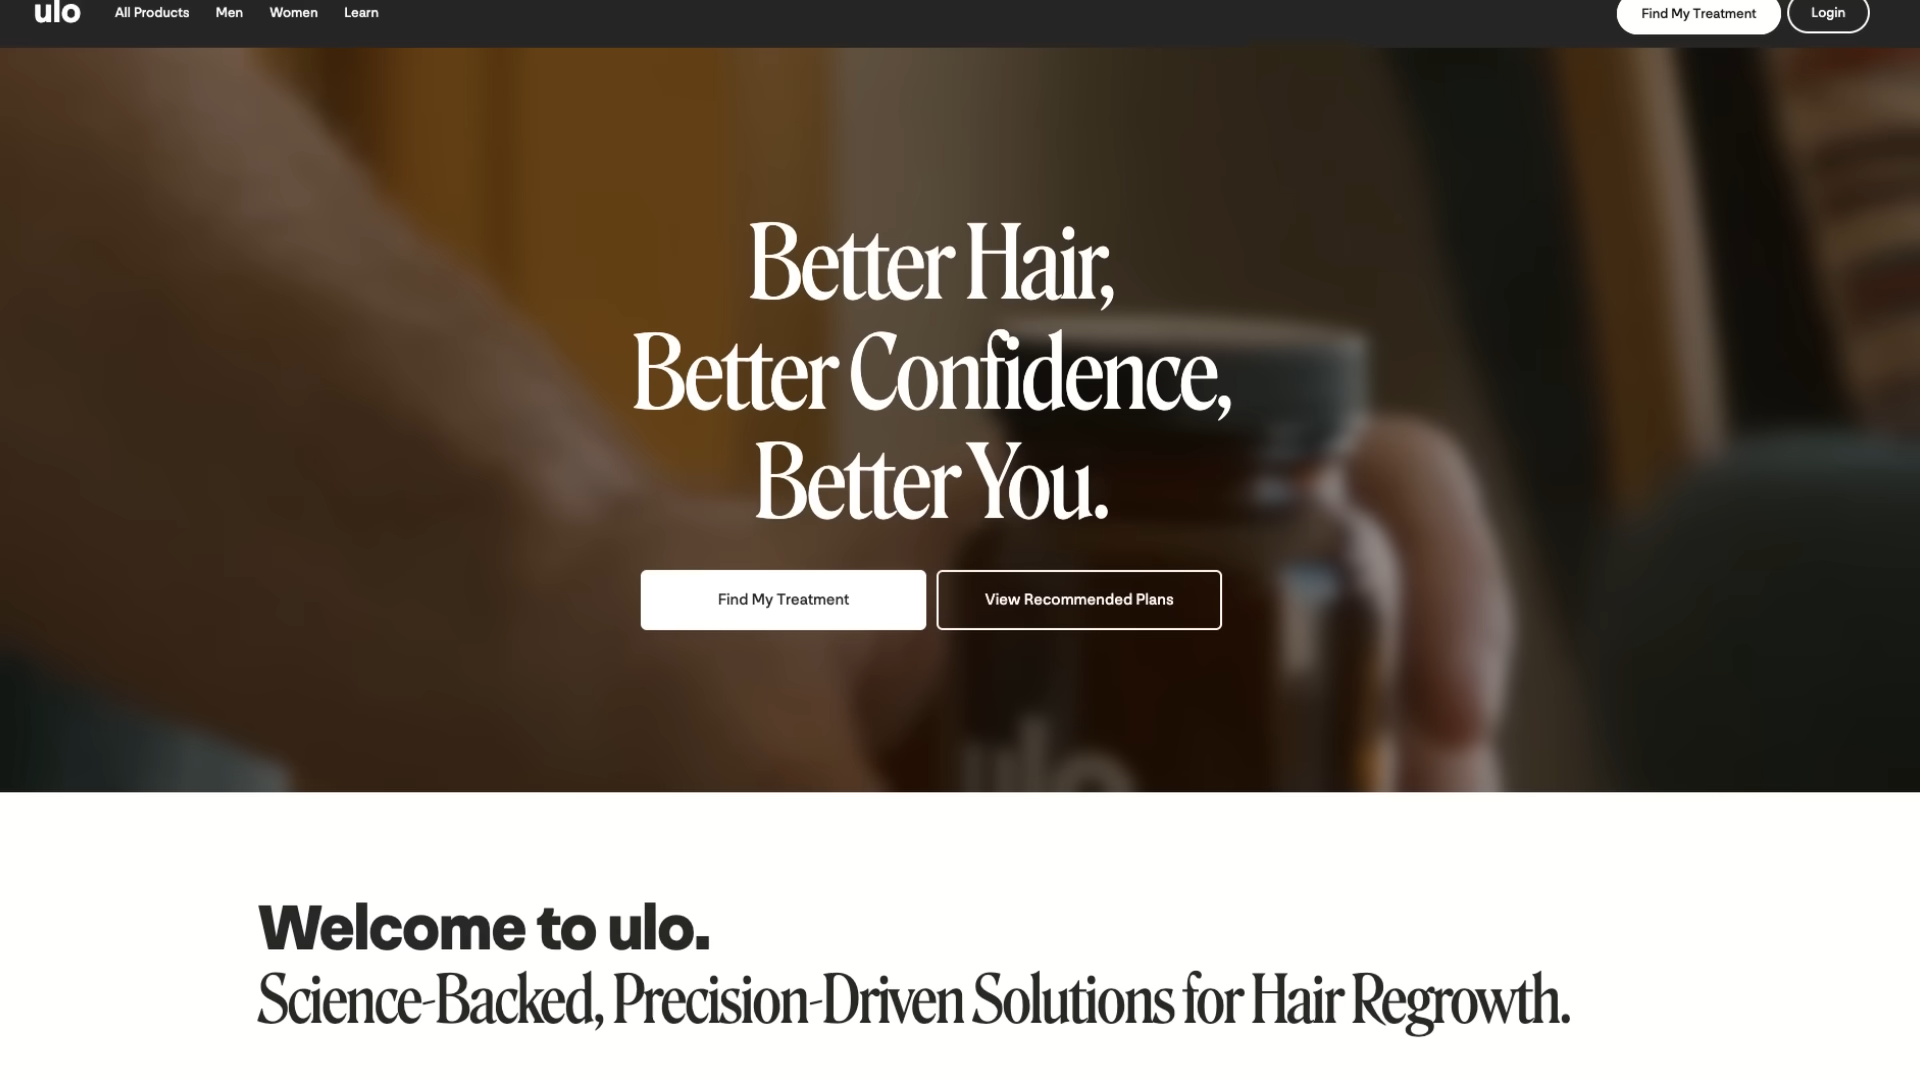 ulo
All Products
Men
Women
Learn
Find My Treatment
Login
Better Hair,
Better Confidence,
Better You.
Find My Treatment
View Recommended Plans
ulo
Welcome to ulo.
Science-Backed, Precision-Driven Solutions for Hair Regrowth.